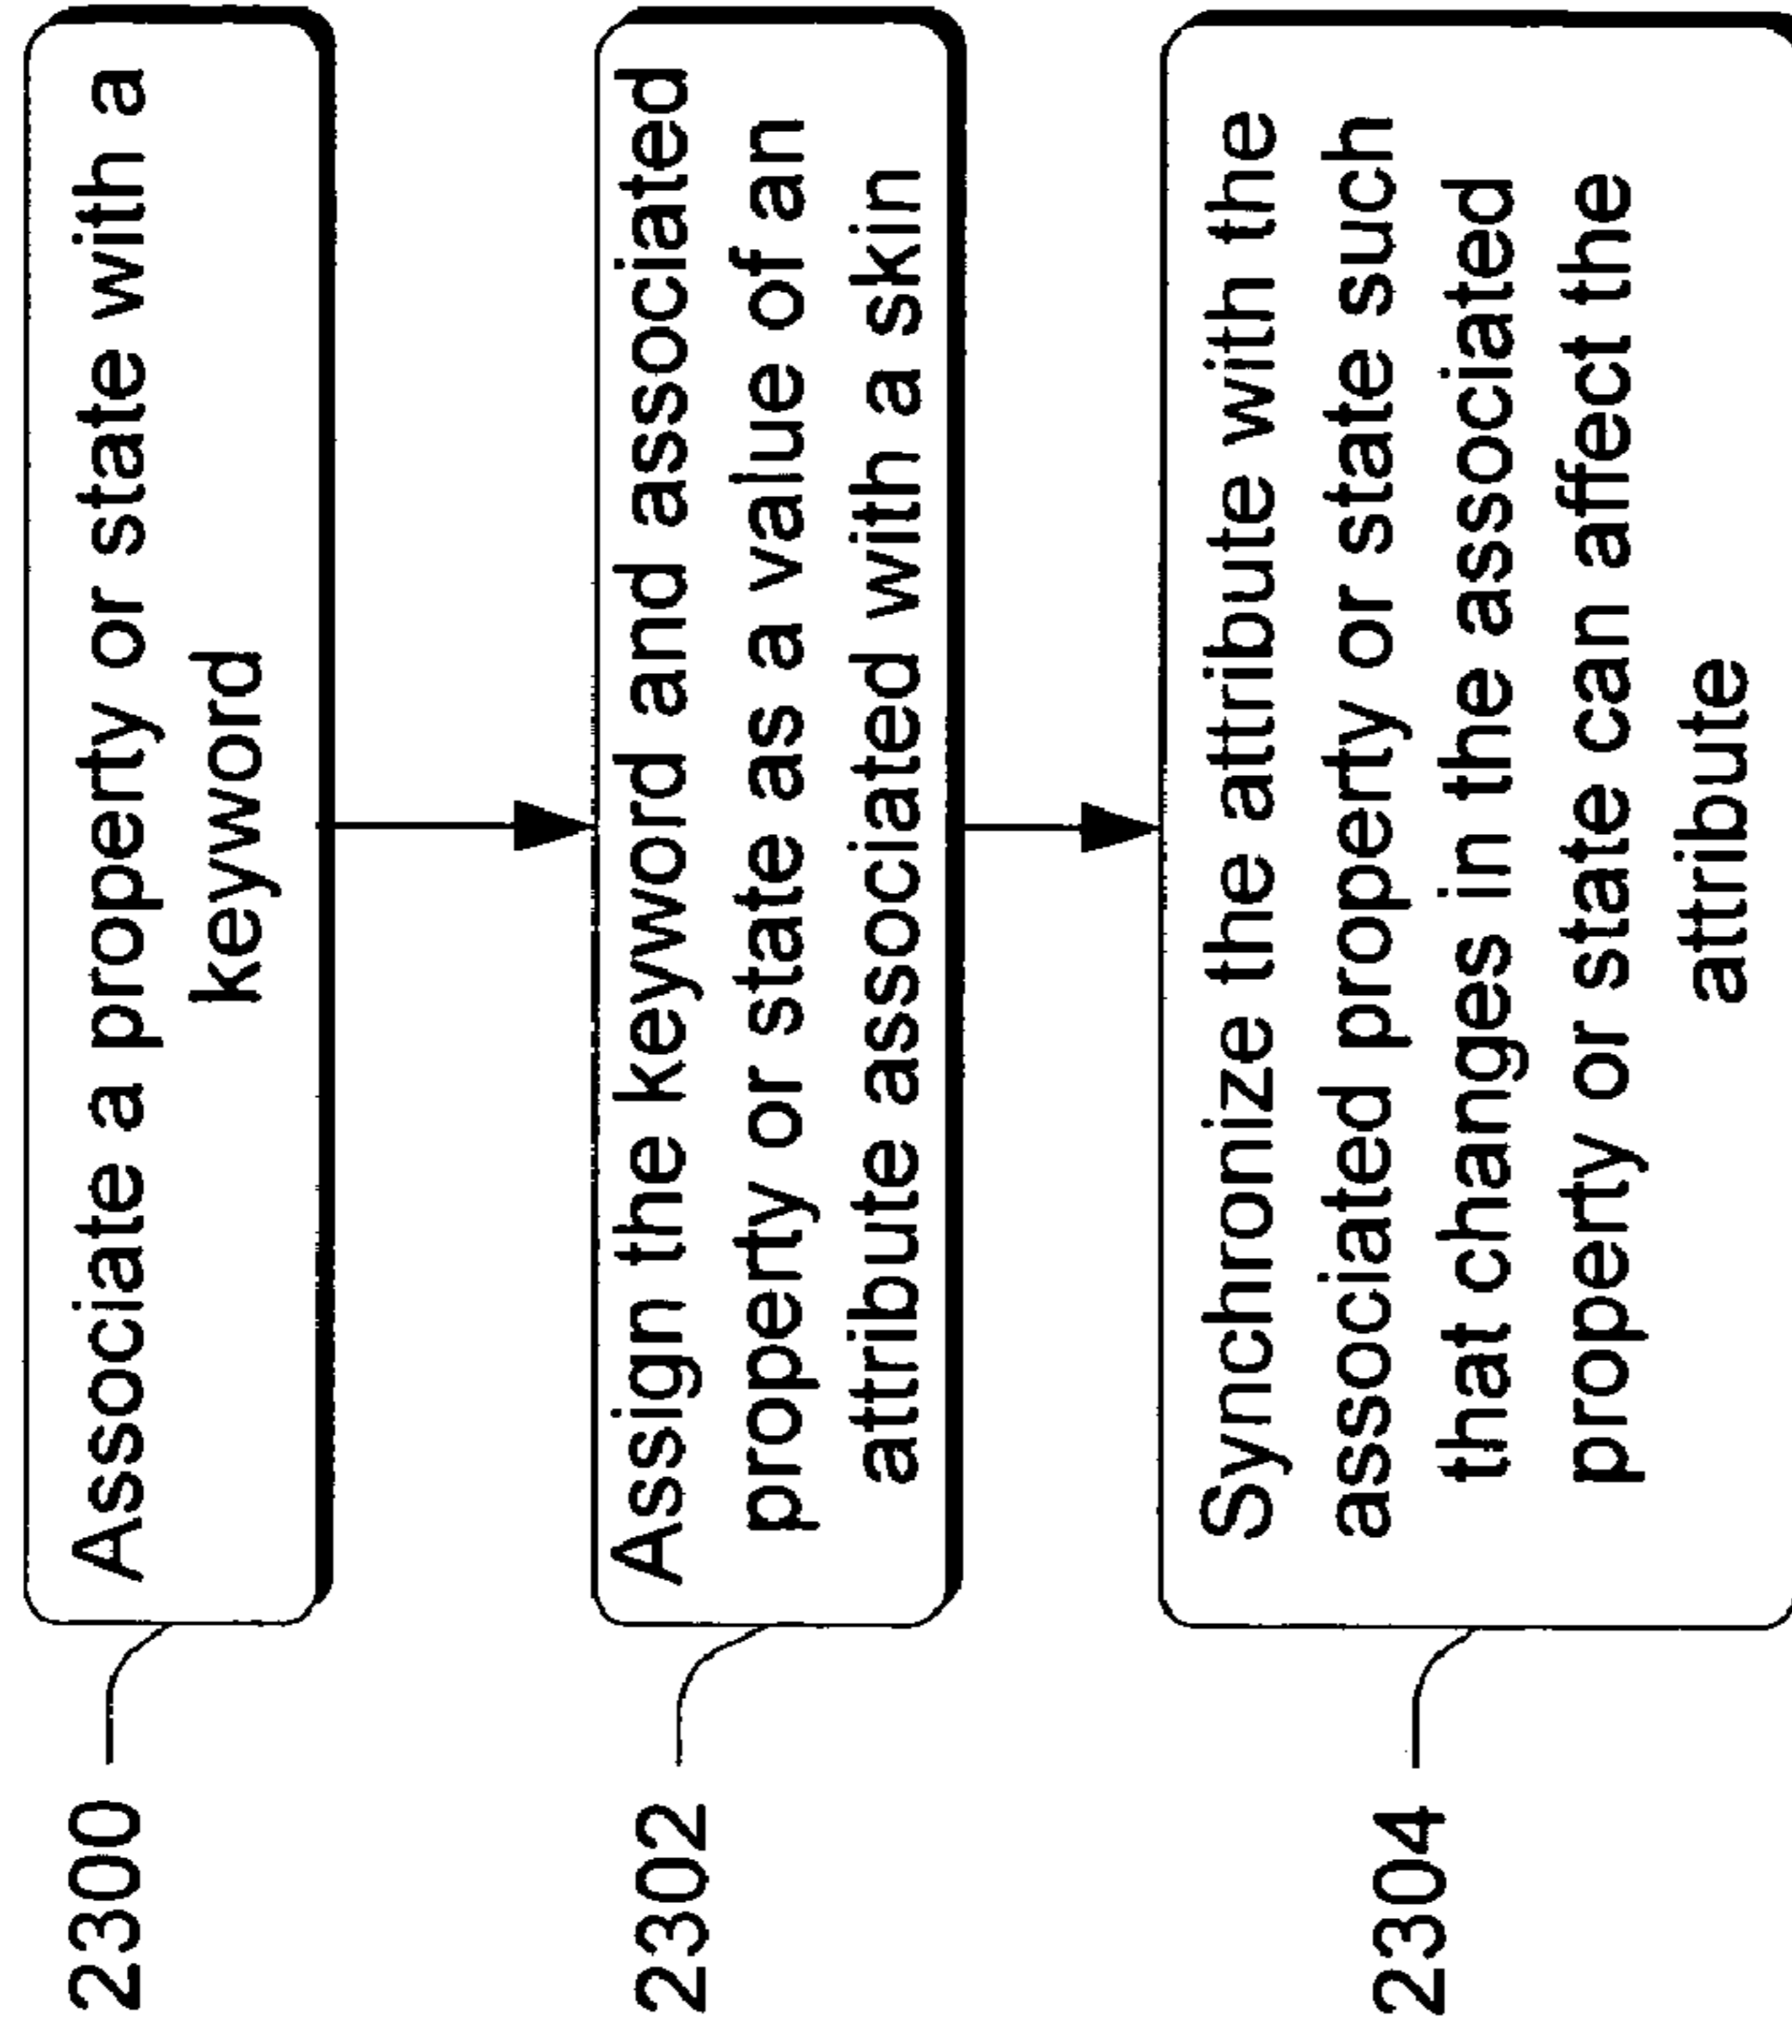 2300
Associate a property or state with a
keyword
2302
Assign the keyword and associated
property or state as a value of an
attribute associated with a skin
2304
Synchronize the attribute with the
associated property or state such
that changes in the associated
property or state can affect the
attribute